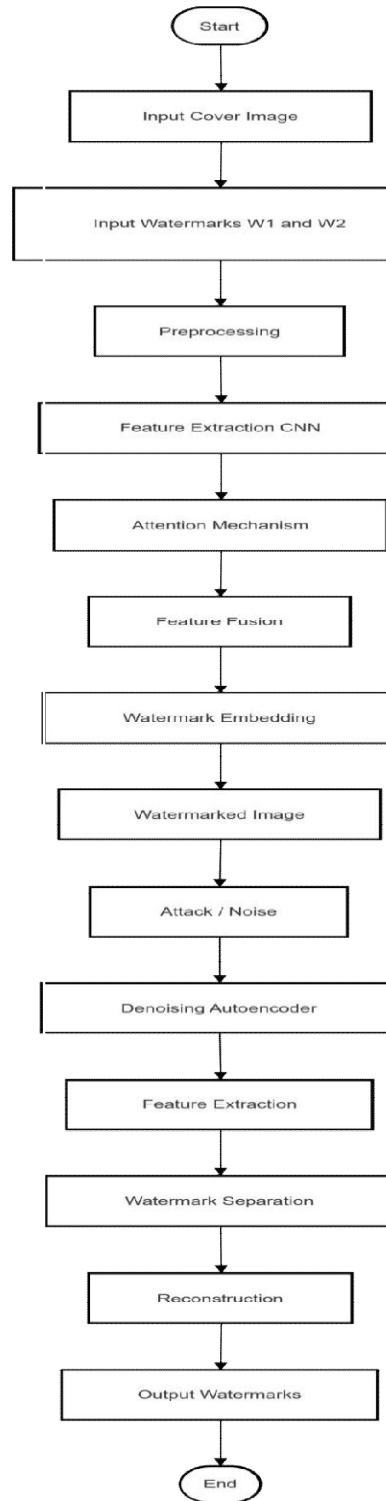 Start
Input Cover Image
Input Watermarks W1 and W2
Preprocessing
Feature Extraction CNN
Attention Mechanism
Feature Fusion
Watermark Embedding
Watermarked Image
Attack / Noise
Denoising Autoencoder
Feature Extraction
Watermark Separation
Reconstruction
Output Watermarks
End